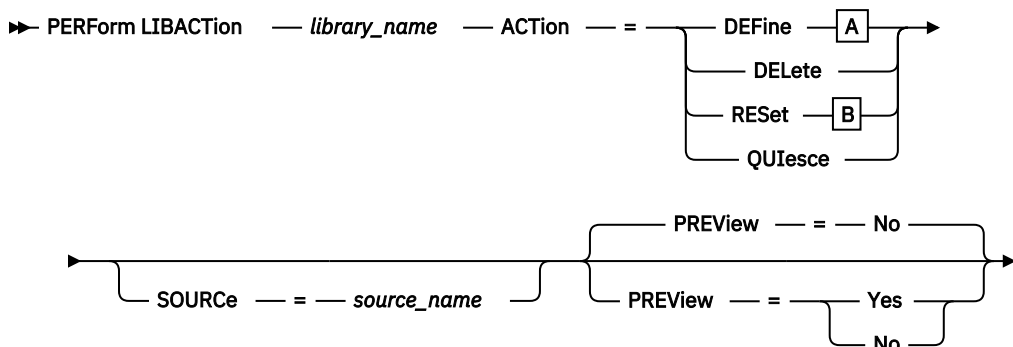 PERForm LIBACTion library_name ACTion = DEFine A
DELete
RESet B
QUIesce
PREView = No
SOURCe = source_name PREView = Yes
No